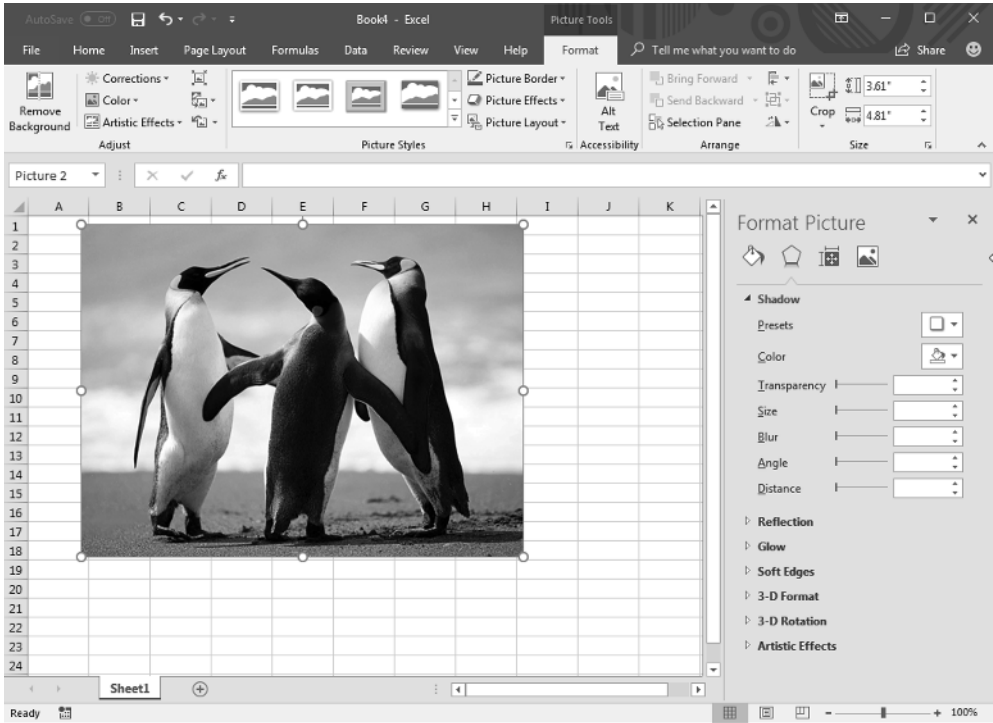 AutoSave Off Book4 - Excel Picture Tools
File Home Insert Page Layout Formulas Data Review View Help Format Tell me what you want to do Share
Remove Background
Corrections
Color
Artistic Effects
Adjust
Picture Styles
Picture Border
Picture Effects
Picture Layout
Alt Text
Accessibility
Bring Forward
Send Backward
Selection Pane
Arrange
Crop
3.61"
4.81"
Size
Picture 2 fx
A B C D E F G H I J K
1
2
3
4
5
6
7
8
9
10
11
12
13
14
15
16
17
18
19
20
21
22
23
24
Format Picture
Shadow
Presets
Color
Transparency
Size
Blur
Angle
Distance
Reflection
Glow
Soft Edges
3-D Format
3-D Rotation
Artistic Effects
Sheet1
Ready 100%